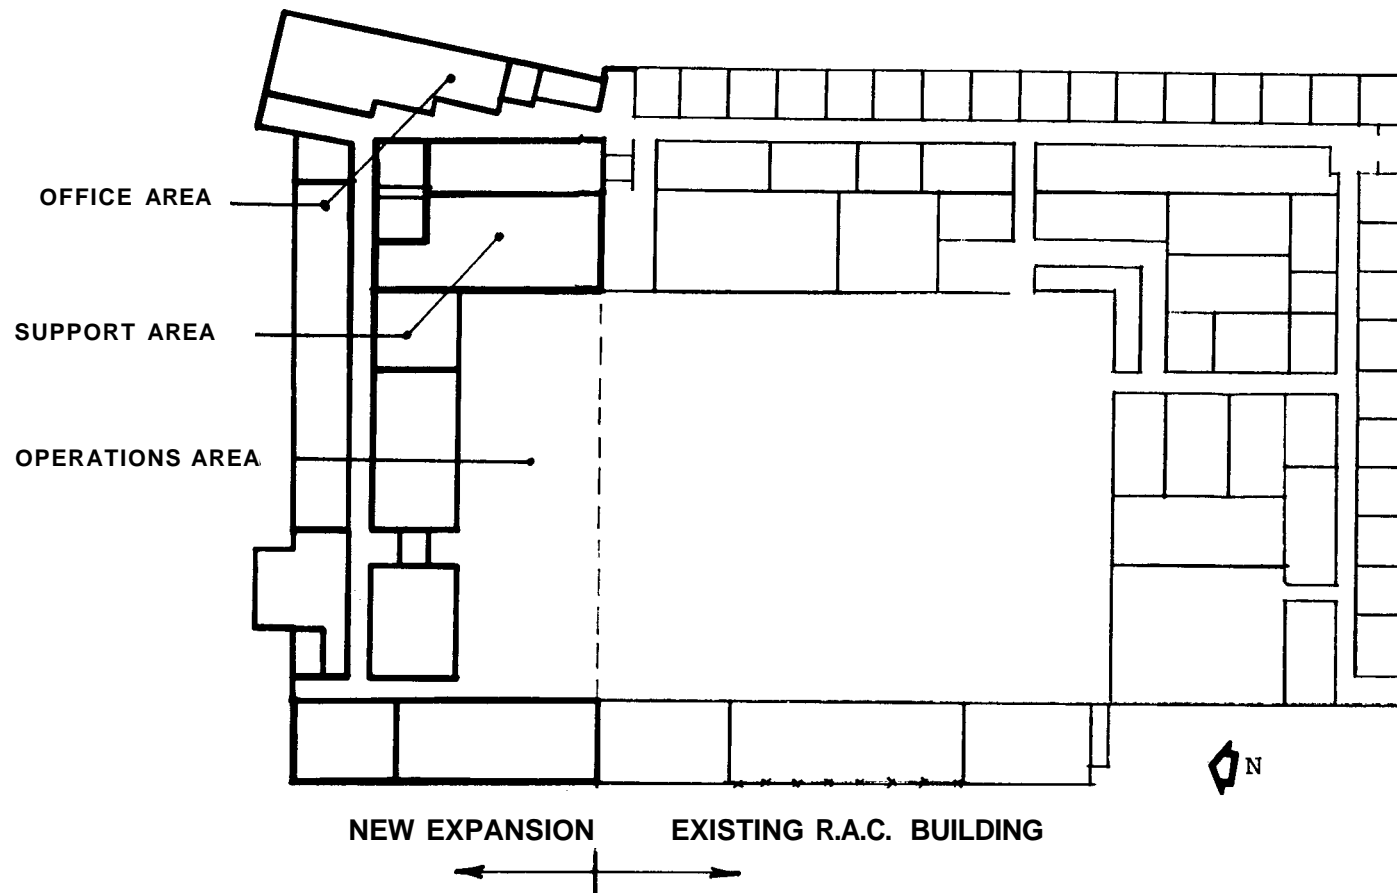 OFFICE AREA
SUPPORT AREA
OPERATIONS AREA
N
NEW EXPANSION EXISTING R.A.C. BUILDING